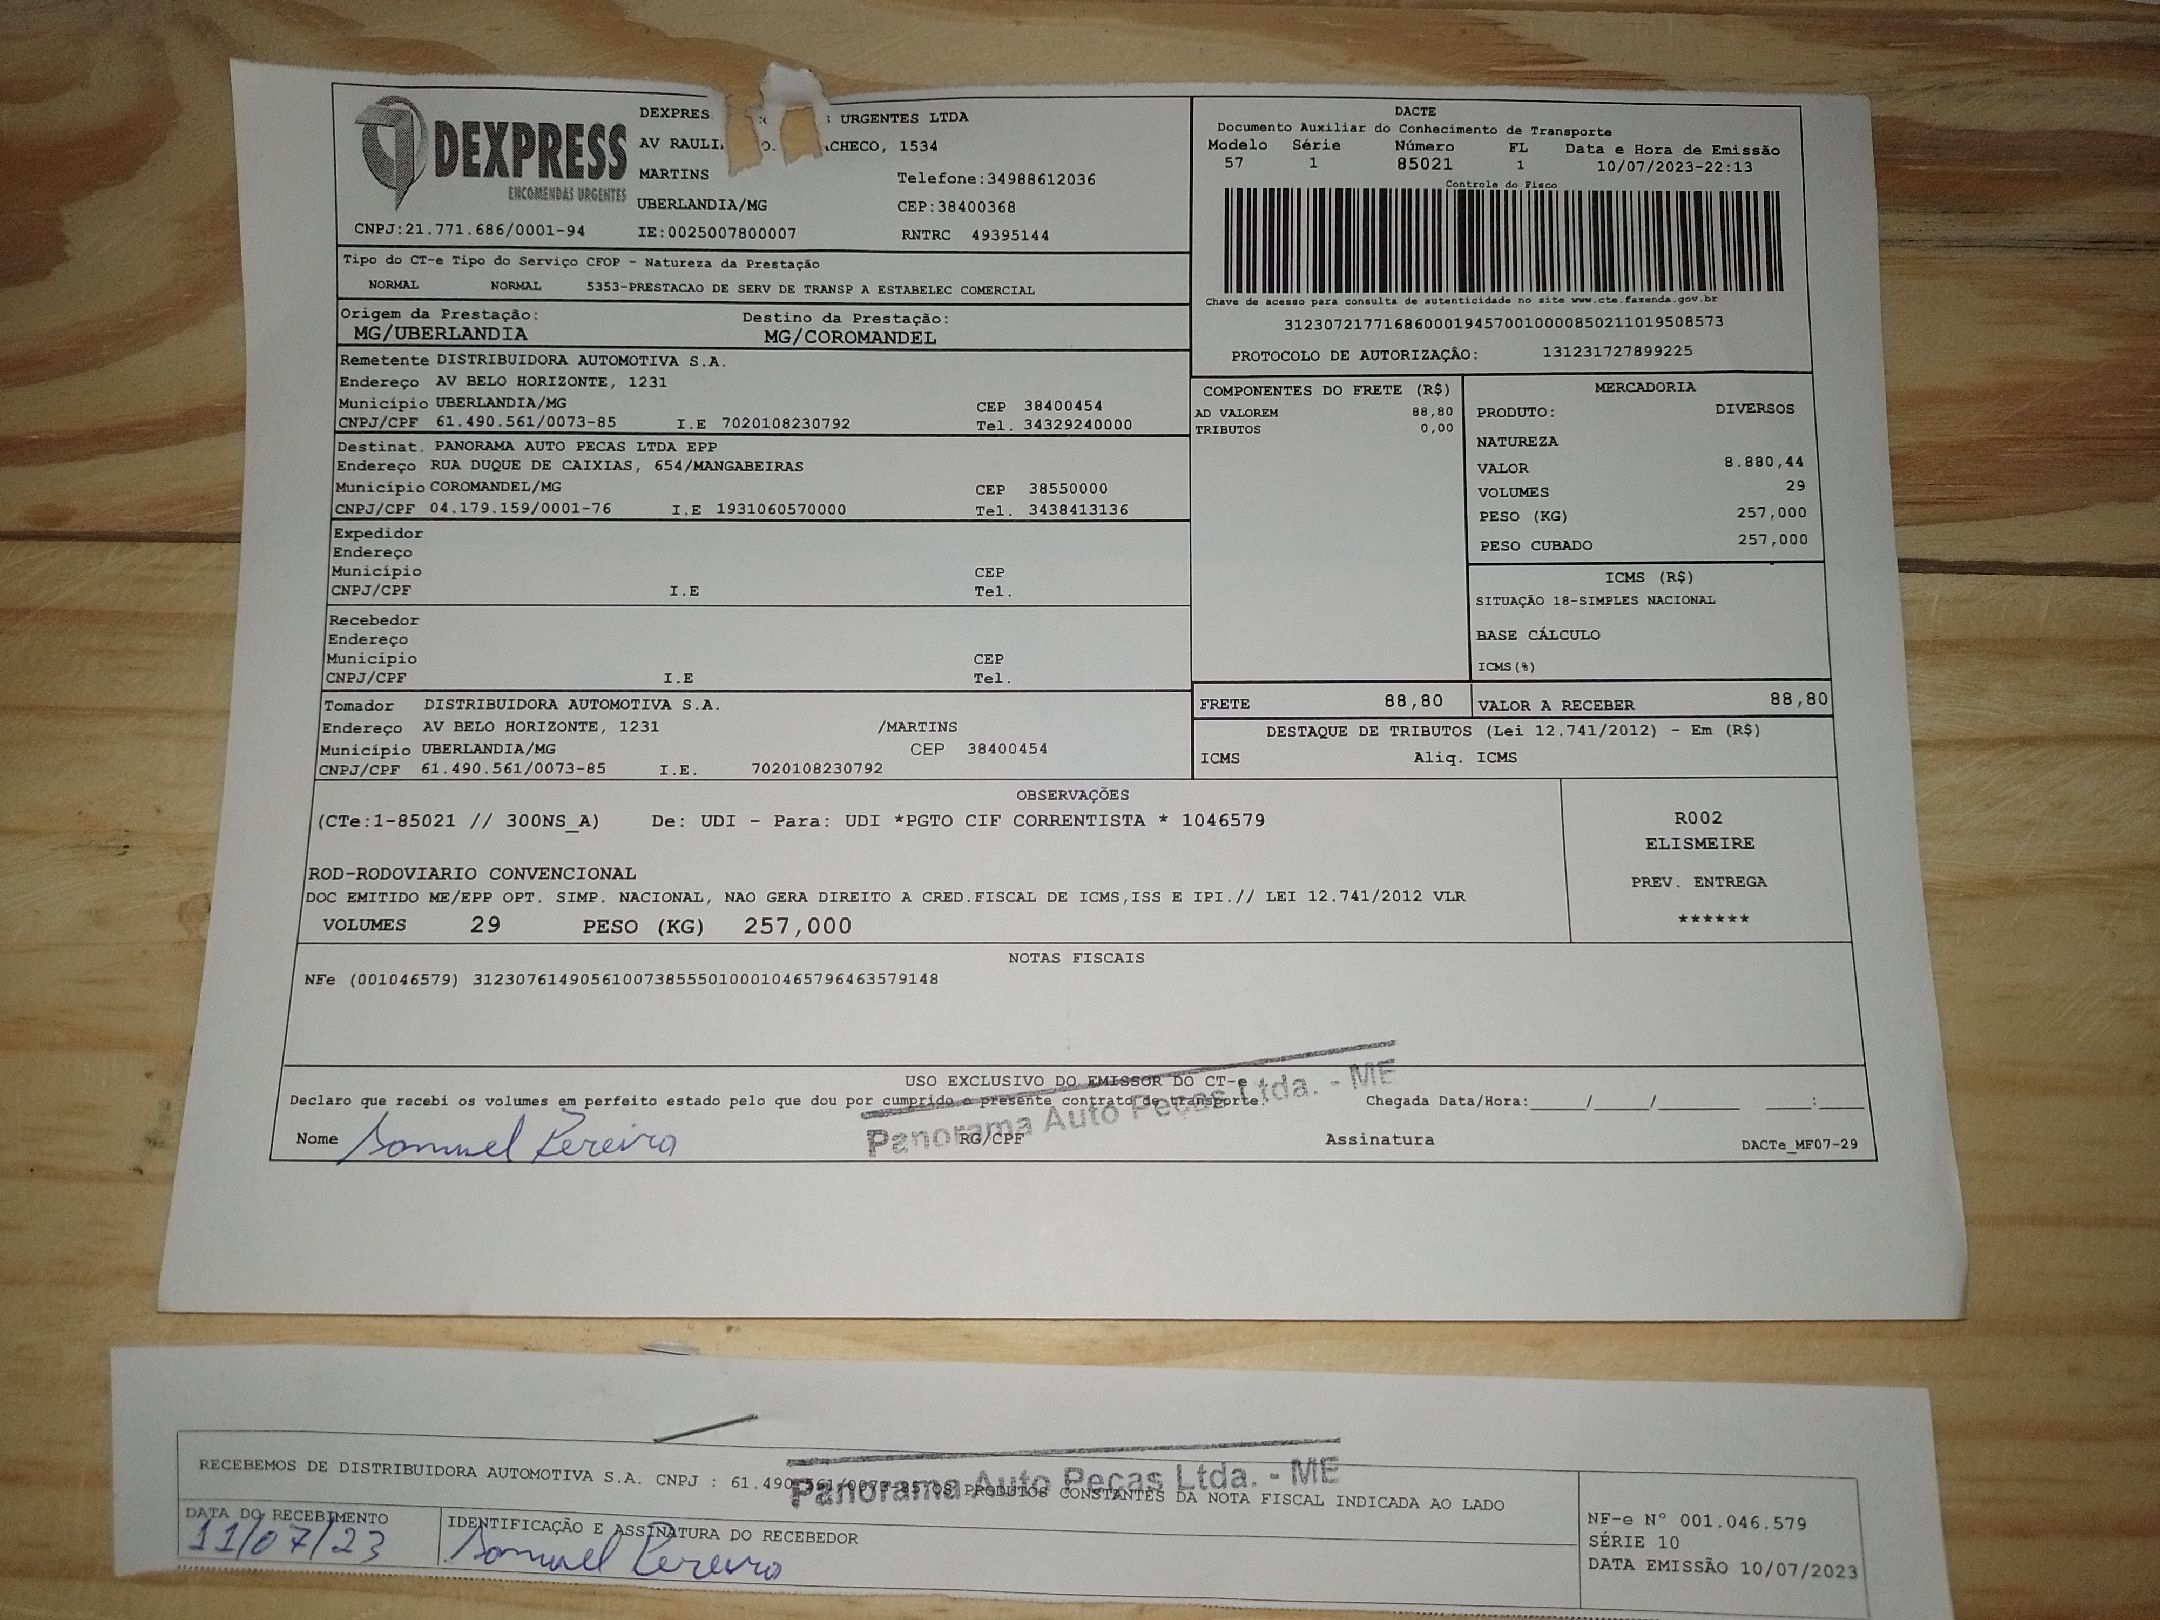 DEXPRESS
ENCOMENDAS URGENTES
DEXPRES URGENTES LTDA
AV CHECO, 1534
MARTINS Telefone:34988612036
UBERLANDIA/MG CEP:38400368
CNPJ:21.771.686/0001-94 IE:0025007800007 RNTRC 49395144
DACTE
Documento Auxiliar do Conhecimento de Transporte
Modelo Série Número FL Data e Hora de Emissão
57 1 85021 1 10/07/2023-22:13
Controle do Fisco
Chave de acesso para consulta de autenticidade no site www.cte.fazenda.gov.br
31230721771686000194570010000850211019508573
PROTOCOLO DE AUTORIZAÇÃO: 131231727899225
Tipo do CT-e Tipo do Serviço CFOP - Natureza da Prestação
NORMAL NORMAL 5353-PRESTACAO DE SERV DE TRANSP A ESTABELEC COMERCIAL
Origem da Prestação: Destino da Prestação:
MG/UBERLANDIA MG/COROMANDEL
Remetente DISTRIBUIDORA AUTOMOTIVA S.A.
Endereço AV BELO HORIZONTE, 1231
Município UBERLANDIA/MG CEP 38400454
CNPJ/CPF 61.490.561/0073-85 I.E 7020108230792 Tel. 34329240000
Destinat. PANORAMA AUTO PECAS LTDA EPP
Endereço RUA DUQUE DE CAIXIAS, 654/MANGABEIRAS
Município COROMANDEL/MG CEP 38550000
CNPJ/CPF 04.179.159/0001-76 I.E 1931060570000 Tel. 3438413136
Expedidor
Endereço
Município CEP
CNPJ/CPF I.E Tel.
Recebedor
Endereço
Município CEP
CNPJ/CPF I.E Tel.
Tomador DISTRIBUIDORA AUTOMOTIVA S.A.
Endereço AV BELO HORIZONTE, 1231 /MARTINS
Município UBERLANDIA/MG CEP 38400454
CNPJ/CPF 61.490.561/0073-85 I.E. 7020108230792
COMPONENTES DO FRETE (R$)
AD VALOREM 88,80
TRIBUTOS 0,00
MERCADORIA
PRODUTO: DIVERSOS
NATUREZA
VALOR 8.880,44
VOLUMES 29
PESO (KG) 257,000
PESO CUBADO 257,000
ICMS (R$)
SITUAÇÃO 18-SIMPLES NACIONAL
BASE CÁLCULO
ICMS(%)
FRETE 88,80 VALOR A RECEBER 88,80
DESTAQUE DE TRIBUTOS (Lei 12.741/2012) - Em (R$)
ICMS Aliq. ICMS
OBSERVAÇÕES
(CTe:1-85021 // 300NS_A) De: UDI - Para: UDI *PGTO CIF CORRENTISTA * 1046579
ROD-RODOVIARIO CONVENCIONAL
DOC EMITIDO ME/EPP OPT. SIMP. NACIONAL, NAO GERA DIREITO A CRED.FISCAL DE ICMS,ISS E IPI.// LEI 12.741/2012 VLR
VOLUMES 29 PESO (KG) 257,000
R002
ELISMEIRE
PREV. ENTREGA
******
NOTAS FISCAIS
NFe (001046579) 31230761490561007385550100010465796463579148
USO EXCLUSIVO DO EMISSOR DO CT-e
Declaro que recebi os volumes em perfeito estado pelo que dou por cumprido o presente contrato de transporte. Chegada Data/Hora:_____/_____/________ ____:____
Panorama Auto Peças Ltda. - ME
Nome Samuel Pereira RG/CPF Assinatura DACTe_MF07-29
RECEBEMOS DE DISTRIBUIDORA AUTOMOTIVA S.A. CNPJ : 61.490.561/0073-85 OS PRODUTOS CONSTANTES DA NOTA FISCAL INDICADA AO LADO
Panorama Auto Peças Ltda. - ME
DATA DO RECEBIMENTO IDENTIFICAÇÃO E ASSINATURA DO RECEBEDOR
11/07/23 Samuel Pereira
NF-e Nº 001.046.579
SÉRIE 10
DATA EMISSÃO 10/07/2023